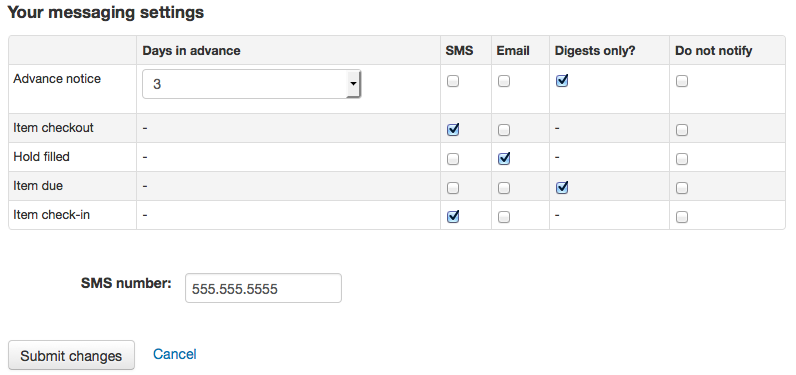 Your messaging settings
Days in advance SMS Email Digests only? Do not notify
Advance notice 3
Item checkout - -
Hold filled - -
Item due -
Item check-in - -
SMS number: 555.555.5555
Submit changes Cancel